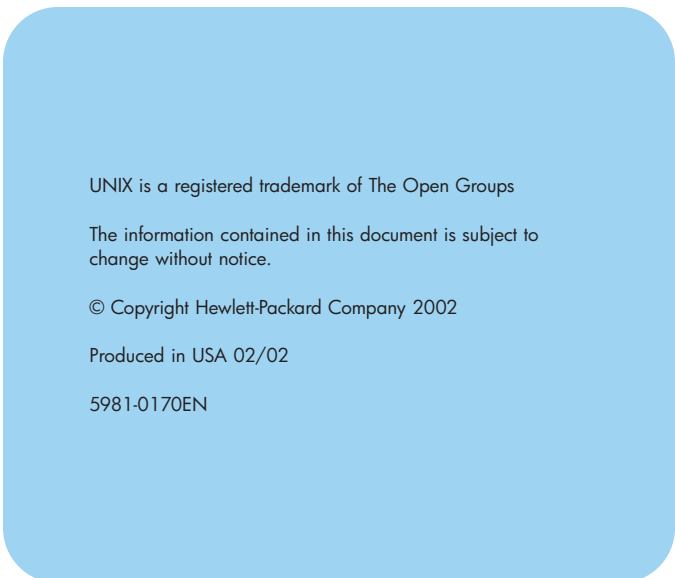 UNIX is a registered trademark of The Open Groups
The information contained in this document is subject to
change without notice.
© Copyright Hewlett-Packard Company 2002
Produced in USA 02/02
5981-0170EN